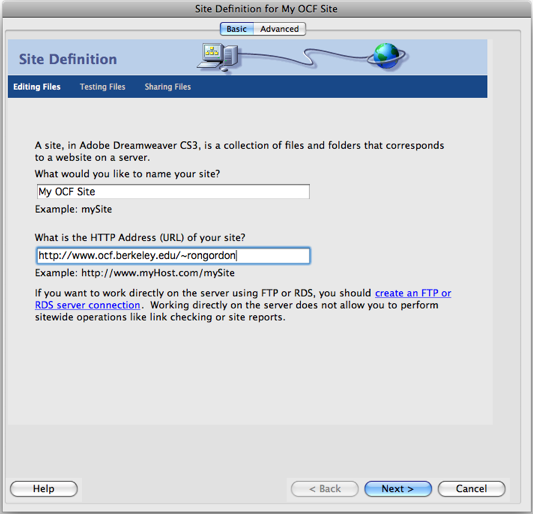 Site Definition for My OCF Site
Basic Advanced
Site Definition
Editing Files Testing Files Sharing Files
A site, in Adobe Dreamweaver CS3, is a collection of files and folders that corresponds
to a website on a server.
What would you like to name your site?
My OCF Site
Example: mySite
What is the HTTP Address (URL) of your site?
http://www.ocf.berkeley.edu/~rongordon
Example: http://www.myHost.com/mySite
If you want to work directly on the server using FTP or RDS, you should create an FTP or
RDS server connection. Working directly on the server does not allow you to perform
sitewide operations like link checking or site reports.
Help < Back Next > Cancel